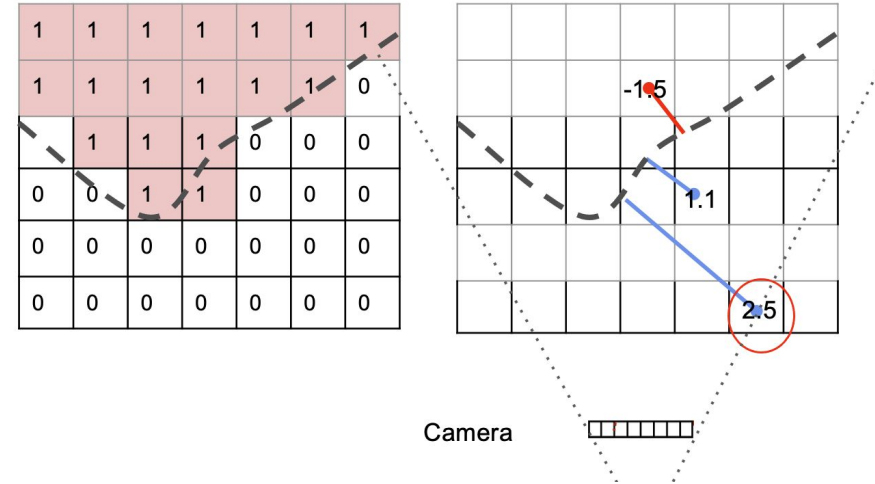 1 1 1 1 1 1 1
1 1 1 1 1 1 0
1 1 1 0 0 0
0 0 1 1 0 0 0
0 0 0 0 0 0 0
0 0 0 0 0 0 0
-1.5
1.1
2.5
Camera